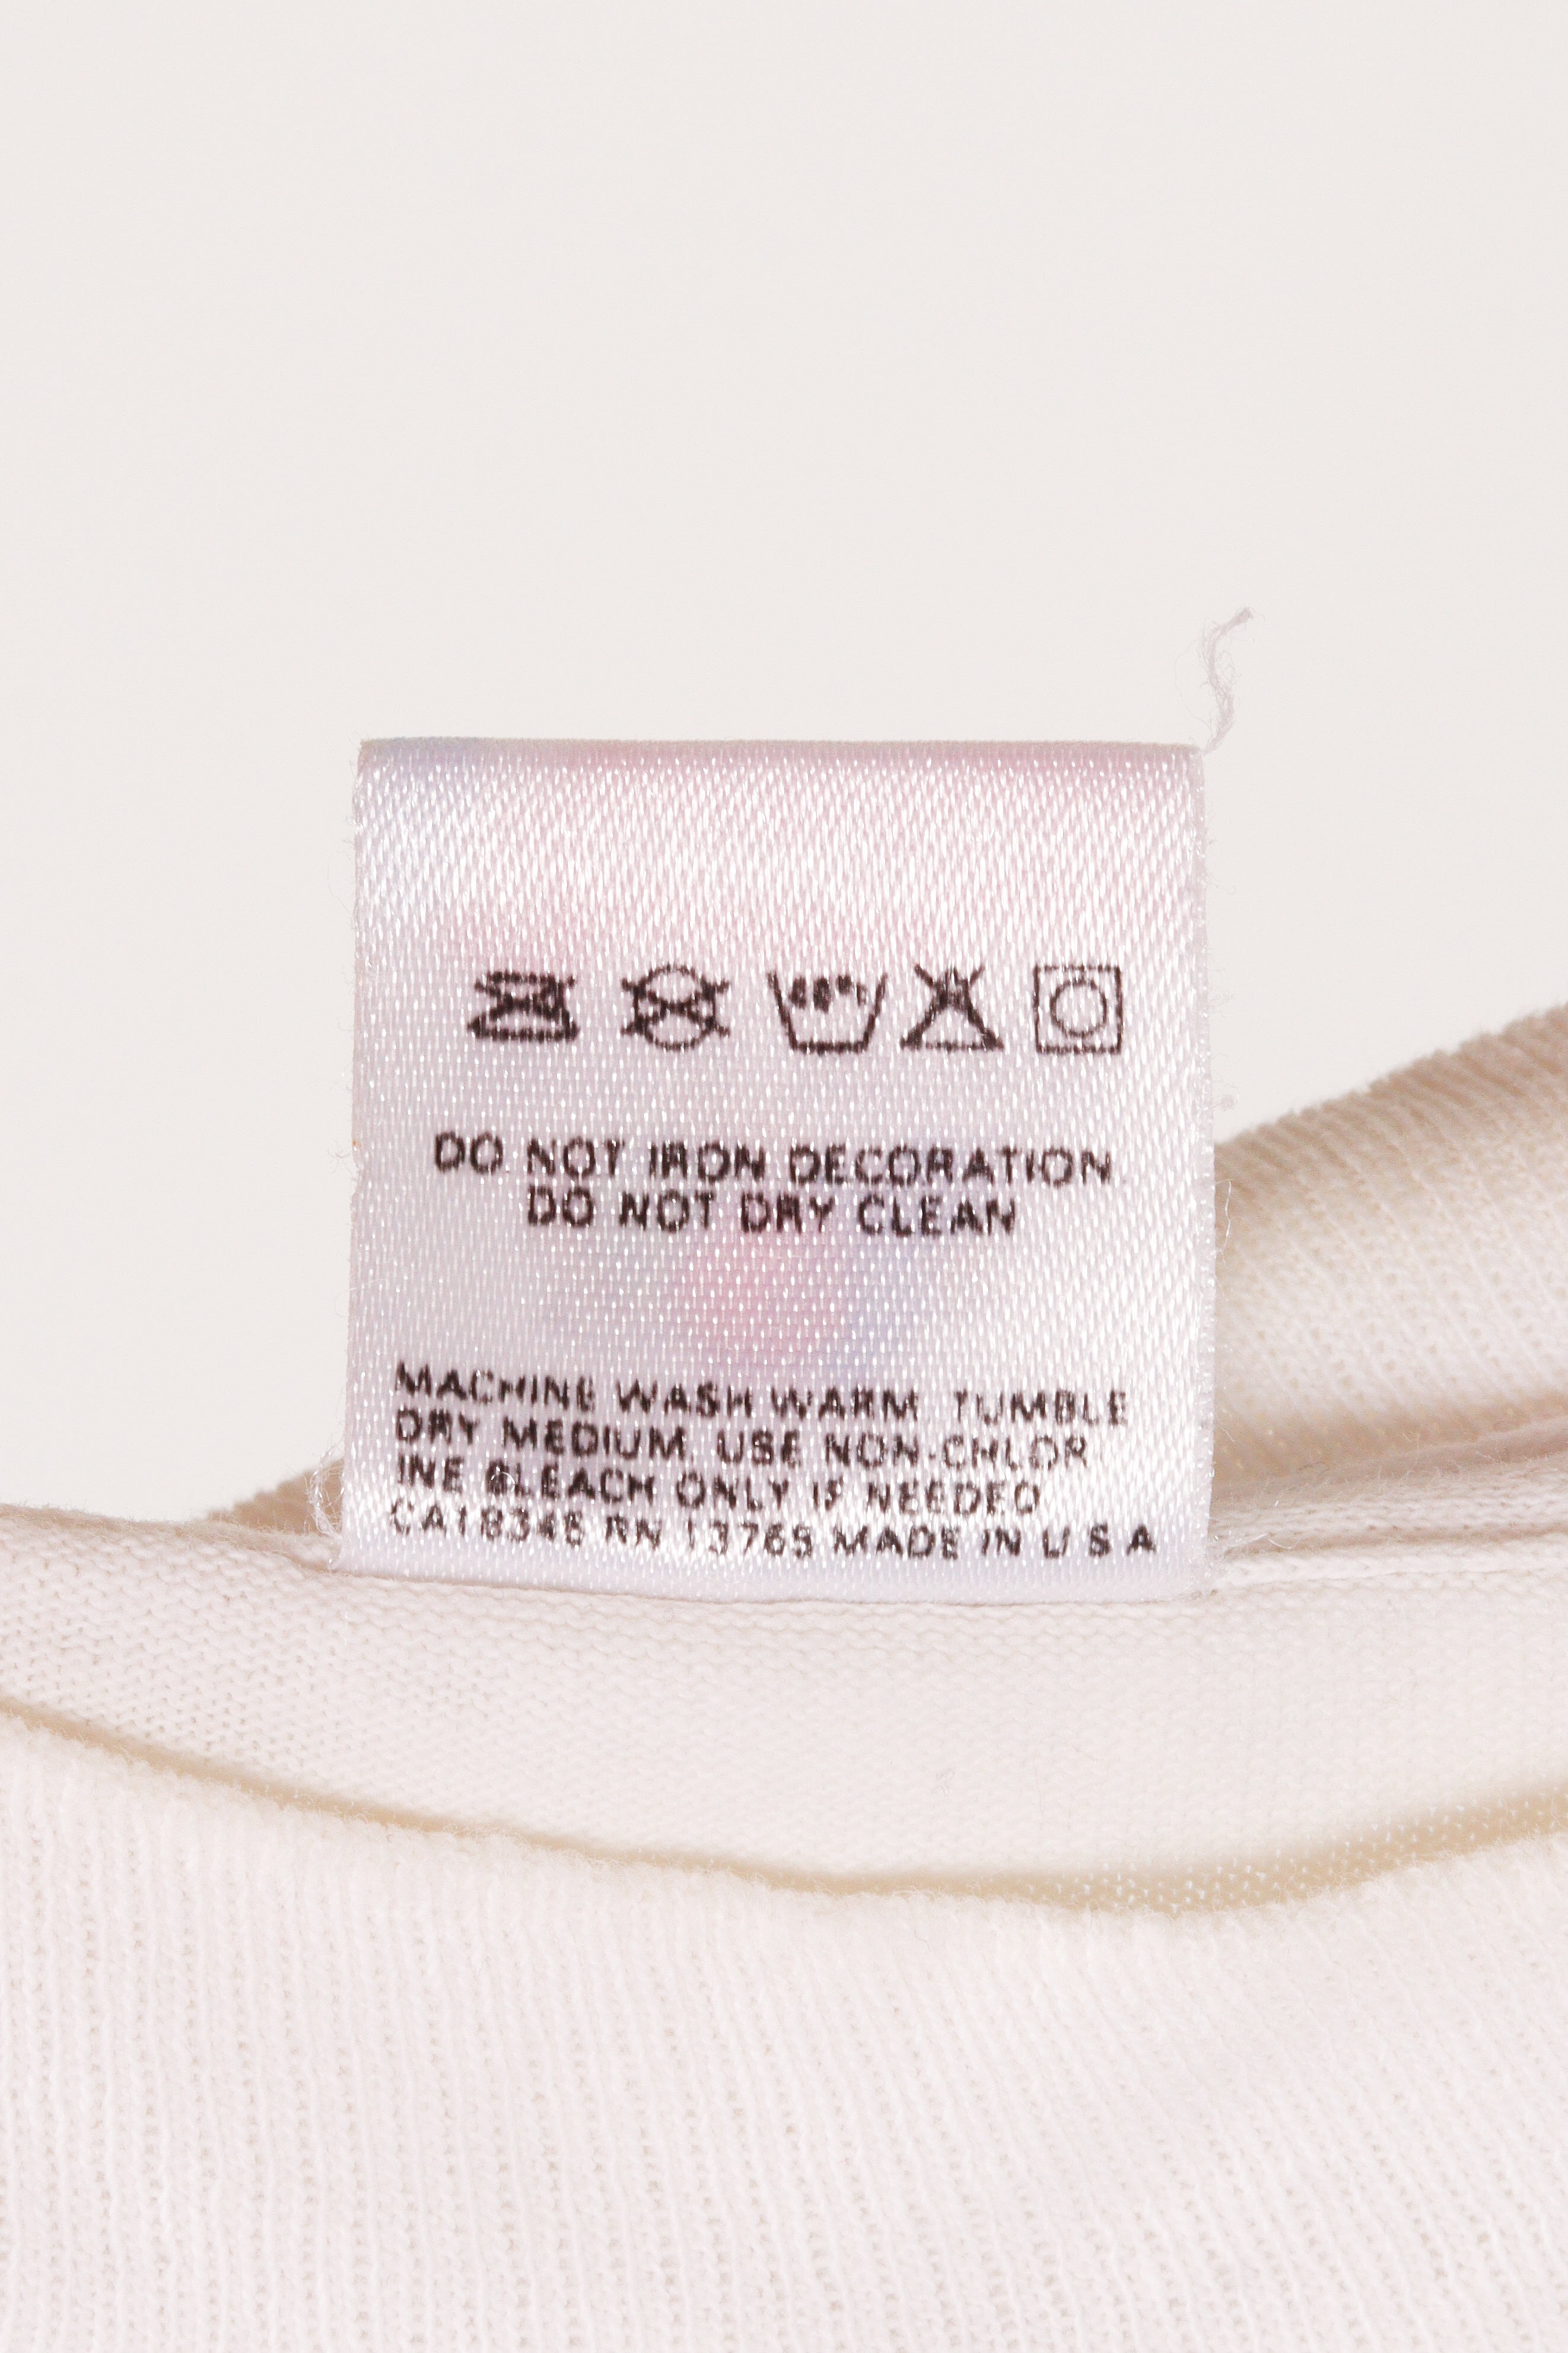 DO NOT IRON DECORATION
DO NOT DRY CLEAN
MACHINE WASH WARM. TUMBLE
DRY MEDIUM. USE NON-CHLOR
INE BLEACH ONLY IF NEEDED
RN 13765 MADE IN U S A